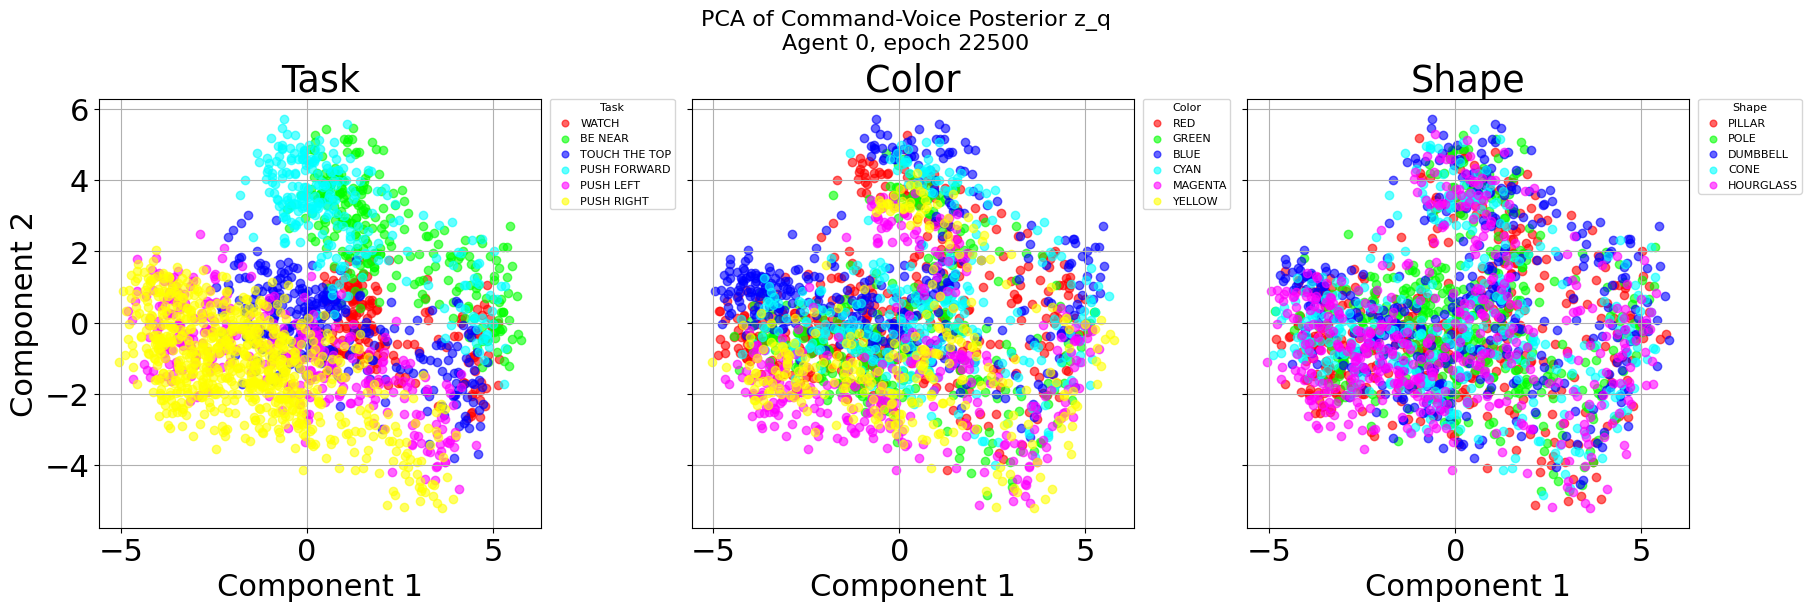 PCA of Command-Voice Posterior z_q
Agent 0, epoch 22500
Task
Color
Shape
Component 2
6
4
2
0
−2
−4
−5 0 5
Component 1
Task
WATCH
BE NEAR
TOUCH THE TOP
PUSH FORWARD
PUSH LEFT
PUSH RIGHT
−5 0 5
Component 1
Color
RED
GREEN
BLUE
CYAN
MAGENTA
YELLOW
−5 0 5
Component 1
Shape
PILLAR
POLE
DUMBBELL
CONE
HOURGLASS